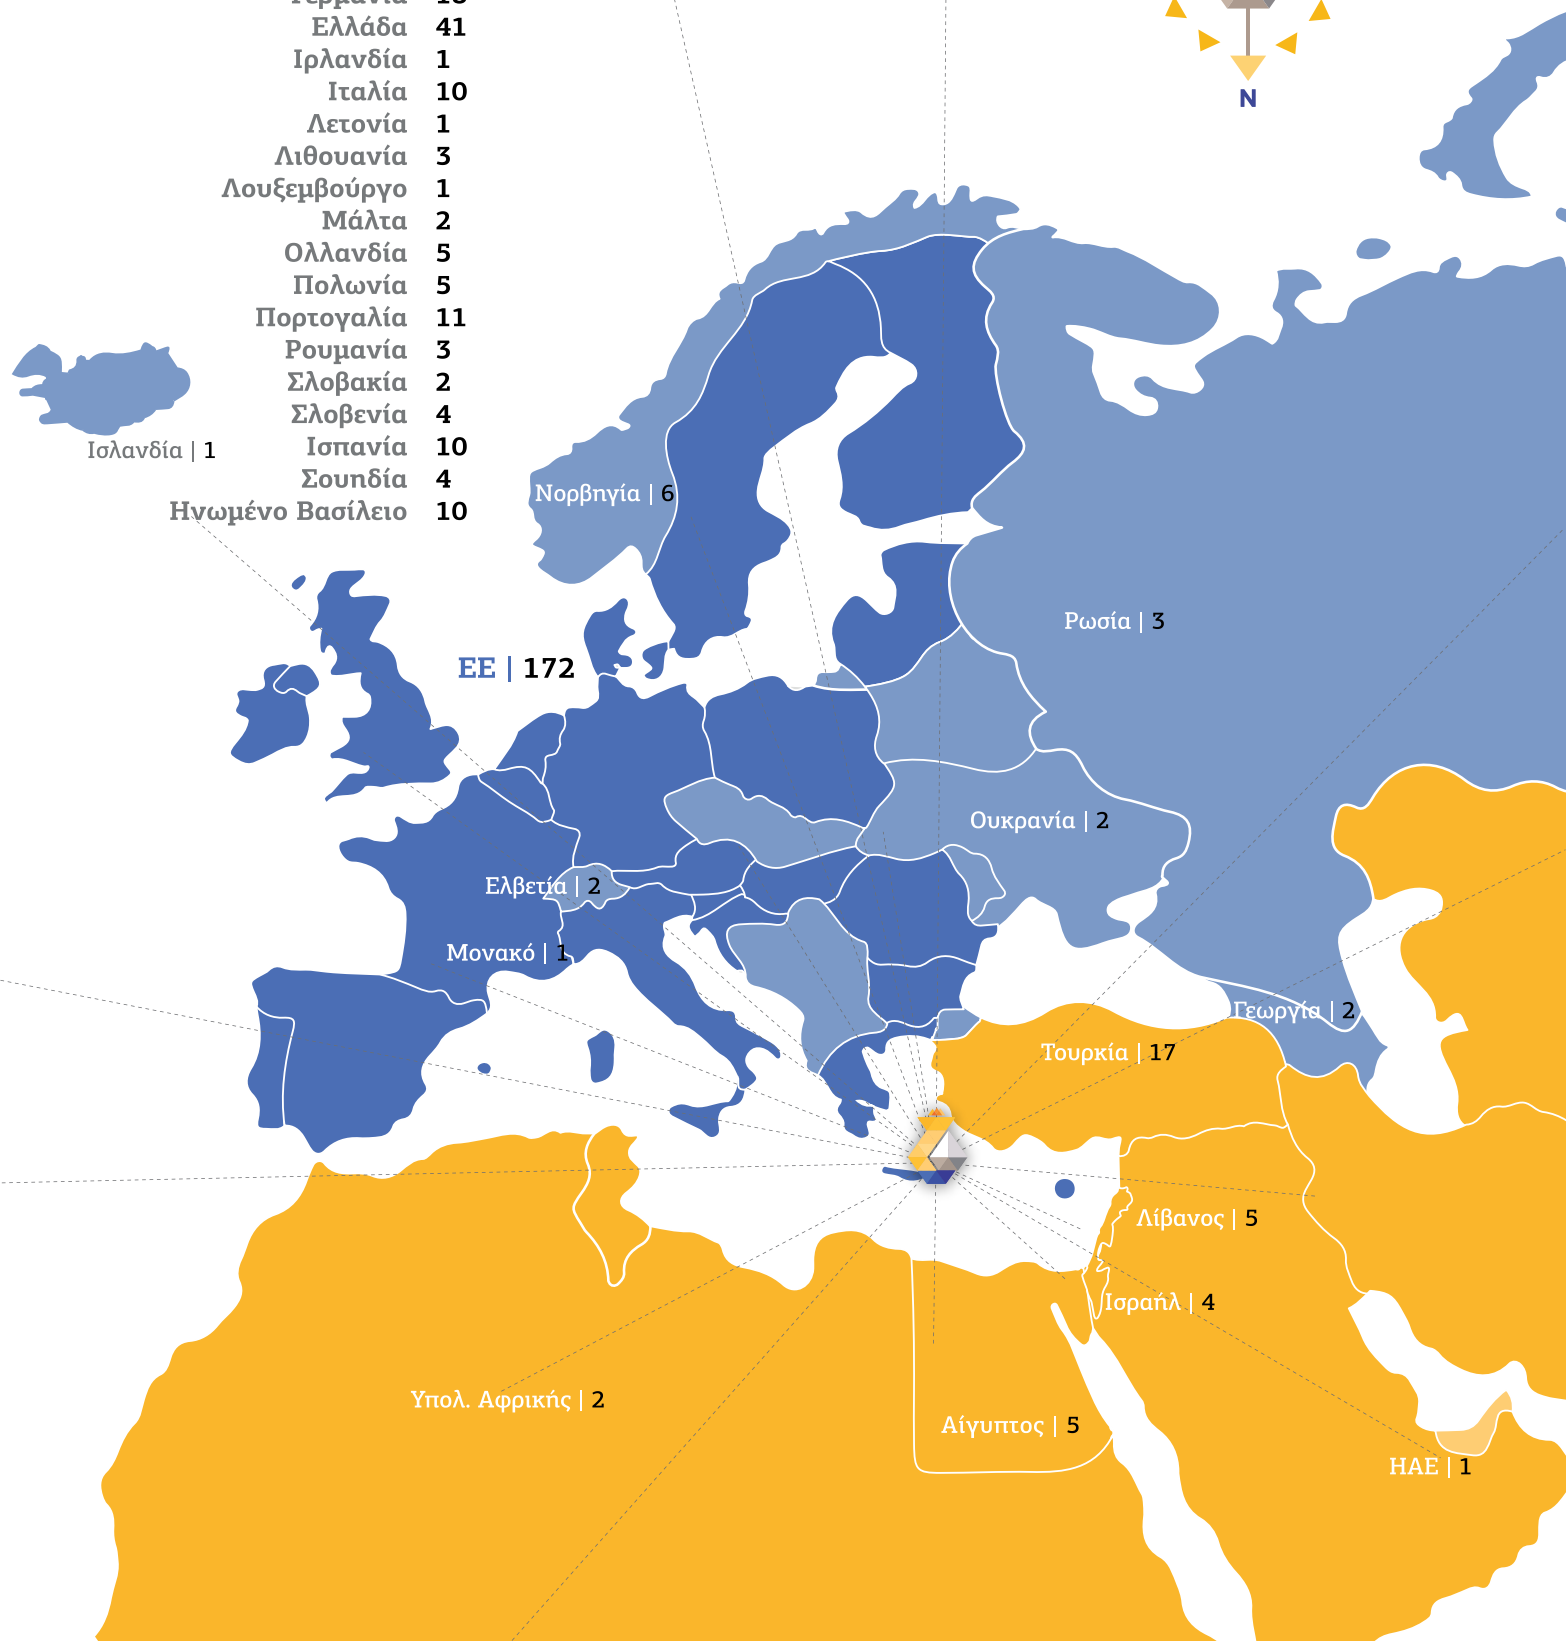 Γερμανία 18
Ελλάδα 41
Ιρλανδία 1
Ιταλία 10
Λετονία 1
Λιθουανία 3
Λουξεμβούργο 1
Μάλτα 2
Ολλανδία 5
Πολωνία 5
Πορτογαλία 11
Ρουμανία 3
Σλοβακία 2
Σλοβενία 4
Ισπανία 10
Σουηδία 4
Ηνωμένο Βασίλειο 10
N
Ισλανδία | 1
Νορβηγία | 6
Ρωσία | 3
ΕΕ | 172
Ουκρανία | 2
Ελβετία | 2
Μονακό | 1
Γεωργία | 2
Τουρκία | 17
Λίβανος | 5
Ισραήλ | 4
Υπολ. Αφρικής | 2
Αίγυπτος | 5
ΗΑΕ | 1